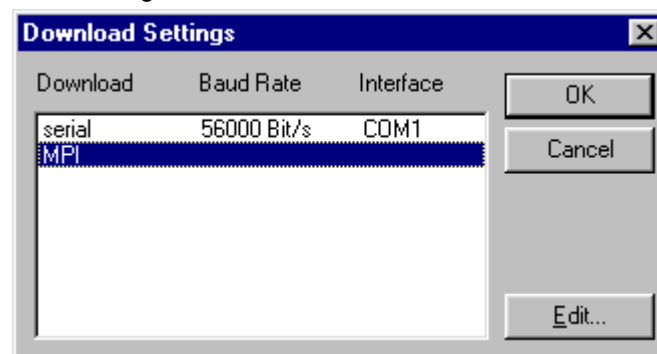 Download Settings
Download Baud Rate Interface
OK
serial 56000 Bit/s COM1
MPI
Cancel
Edit...